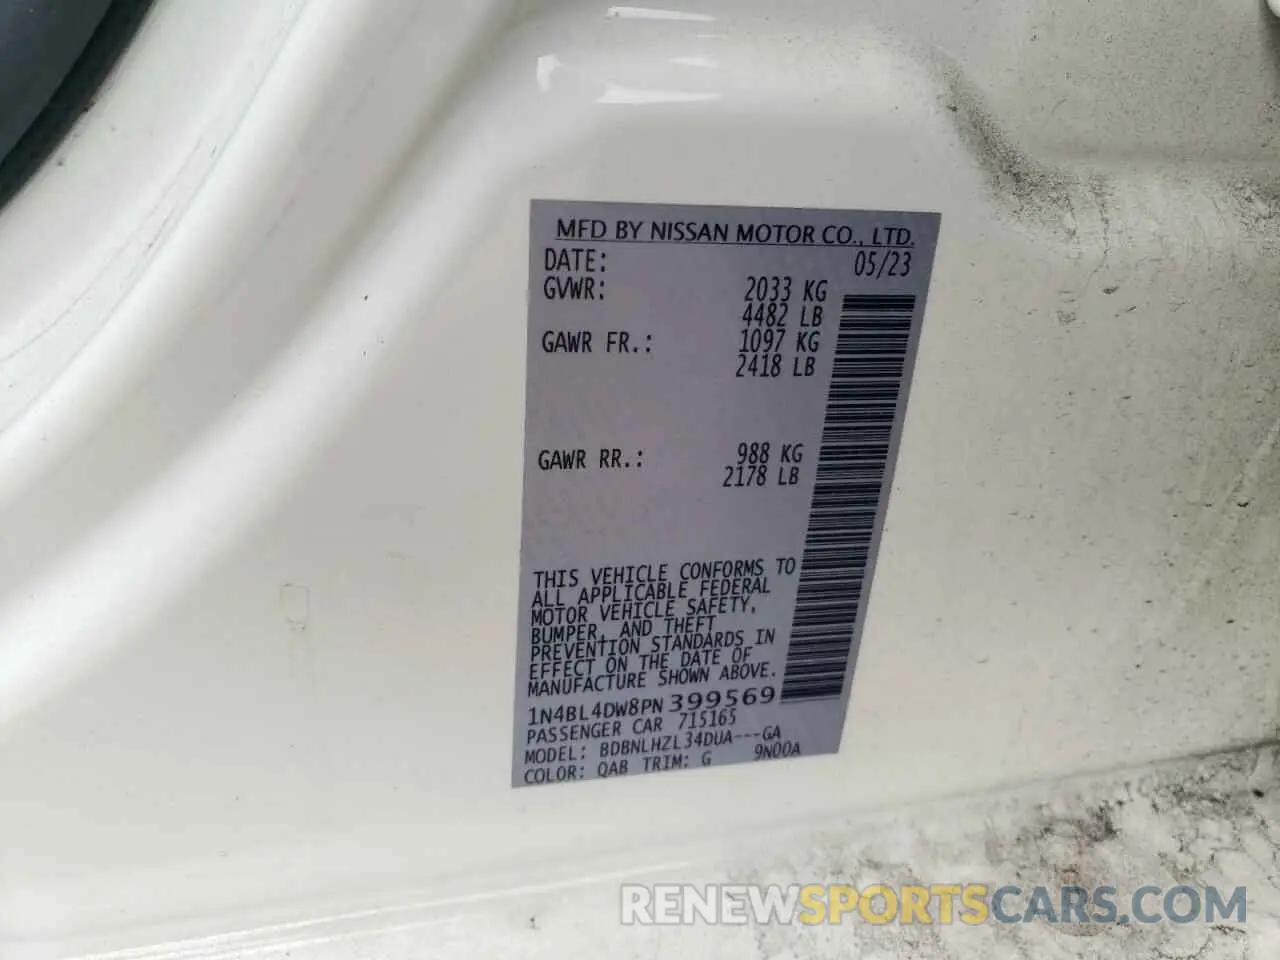 MFD BY NISSAN MOTOR CO., LTD.
DATE: 05/23
GVWR: 2033 KG
4482 LB
GAWR FR.: 1097 KG
2418 LB
GAWR RR.: 988 KG
2178 LB
THIS VEHICLE CONFORMS TO
ALL APPLICABLE FEDERAL
MOTOR VEHICLE SAFETY,
BUMPER, AND THEFT
PREVENTION STANDARDS IN
EFFECT ON THE DATE OF
MANUFACTURE SHOWN ABOVE.
1N4BL4DW8PN399569
PASSENGER CAR 715165
MODEL: BDBNLHZL34DUA---GA
COLOR: QAB TRIM: G 9N00A
RENEWSPORTSCARS.COM